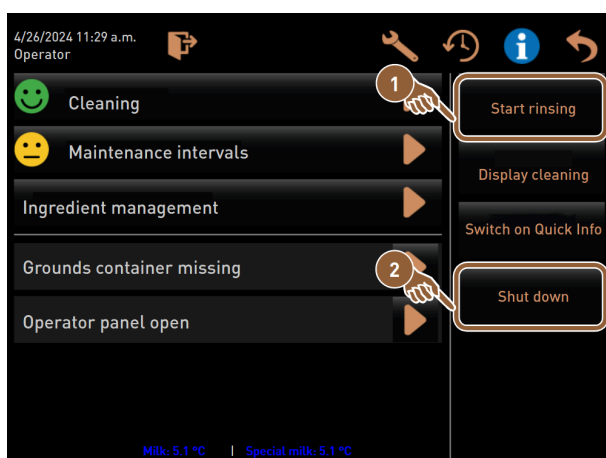 4/26/2024 11:29 a.m.
Operator
1
Cleaning
Start rinsing
Maintenance intervals
Display cleaning
Ingredient management
Switch on Quick Info
Grounds container missing
2
Shut down
Operator panel open
Milk: 5.1 °C | Special milk: 5.1 °C